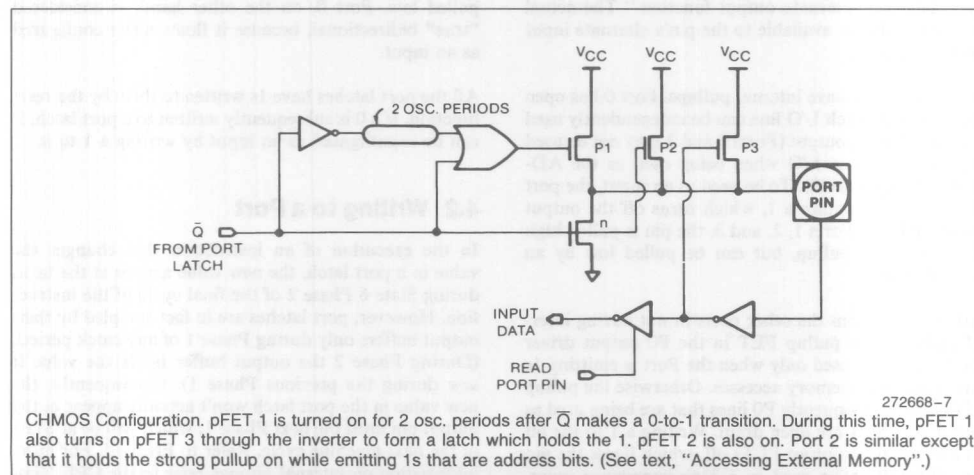 VCC VCC VCC
2 OSC. PERIODS
P1 P2 P3
PORT
PIN
Q̄
FROM PORT
LATCH
INPUT
DATA
READ
PORT PIN
272668–7
CHMOS Configuration. pFET 1 is turned on for 2 osc. periods after Q̄ makes a 0-to-1 transition. During this time, pFET 1
also turns on pFET 3 through the inverter to form a latch which holds the 1. pFET 2 is also on. Port 2 is similar except
that it holds the strong pullup on while emitting 1s that are address bits. (See text, "Accessing External Memory".)